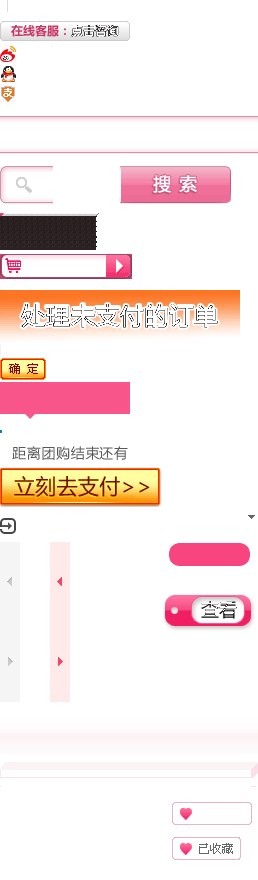 在线客服：点击咨询
支
搜 索
处理未支付的订单
确 定
距离团购结束还有
立刻去支付>>
查看
已收藏